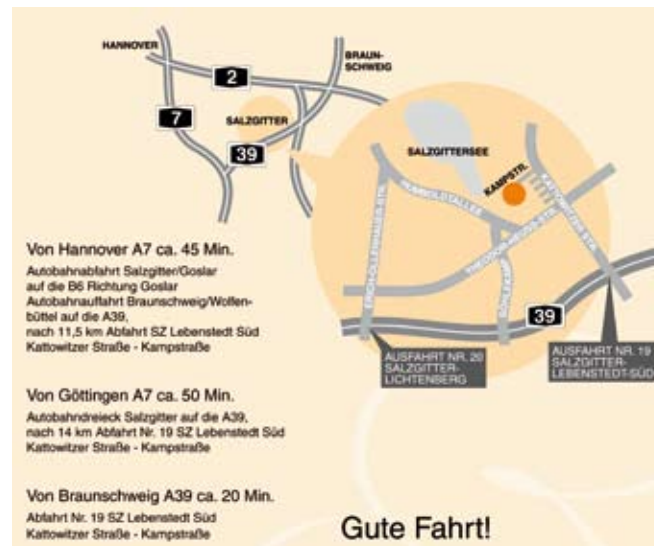 HANNOVER
BRAUN-
SCHWEIG
2
7
SALZGITTER
39
SALZGITTERSEE
KAMPSTR.
HUMBOLDTALLEE
KATTOWITZER STR.
ERICH-OLLENHAUER-STR.
THEODOR-HEUSS-STR.
39
AUSFAHRT NR. 20
SALZGITTER-
LICHTENBERG
AUSFAHRT NR. 19
SALZGITTER-
LEBENSTEDT-SÜD
Von Hannover A7 ca. 45 Min.
Autobahnabfahrt Salzgitter/Goslar
auf die B6 Richtung Goslar
Autobahnauffahrt Braunschweig/Wolfen-
büttel auf die A39,
nach 11,5 km Abfahrt SZ Lebenstedt Süd
Kattowitzer Straße - Kampstraße
Von Göttingen A7 ca. 50 Min.
Autobahndreieck Salzgitter auf die A39,
nach 14 km Abfahrt Nr. 19 SZ Lebenstedt Süd
Kattowitzer Straße - Kampstraße
Von Braunschweig A39 ca. 20 Min.
Abfahrt Nr. 19 SZ Lebenstedt Süd
Kattowitzer Straße - Kampstraße
Gute Fahrt!